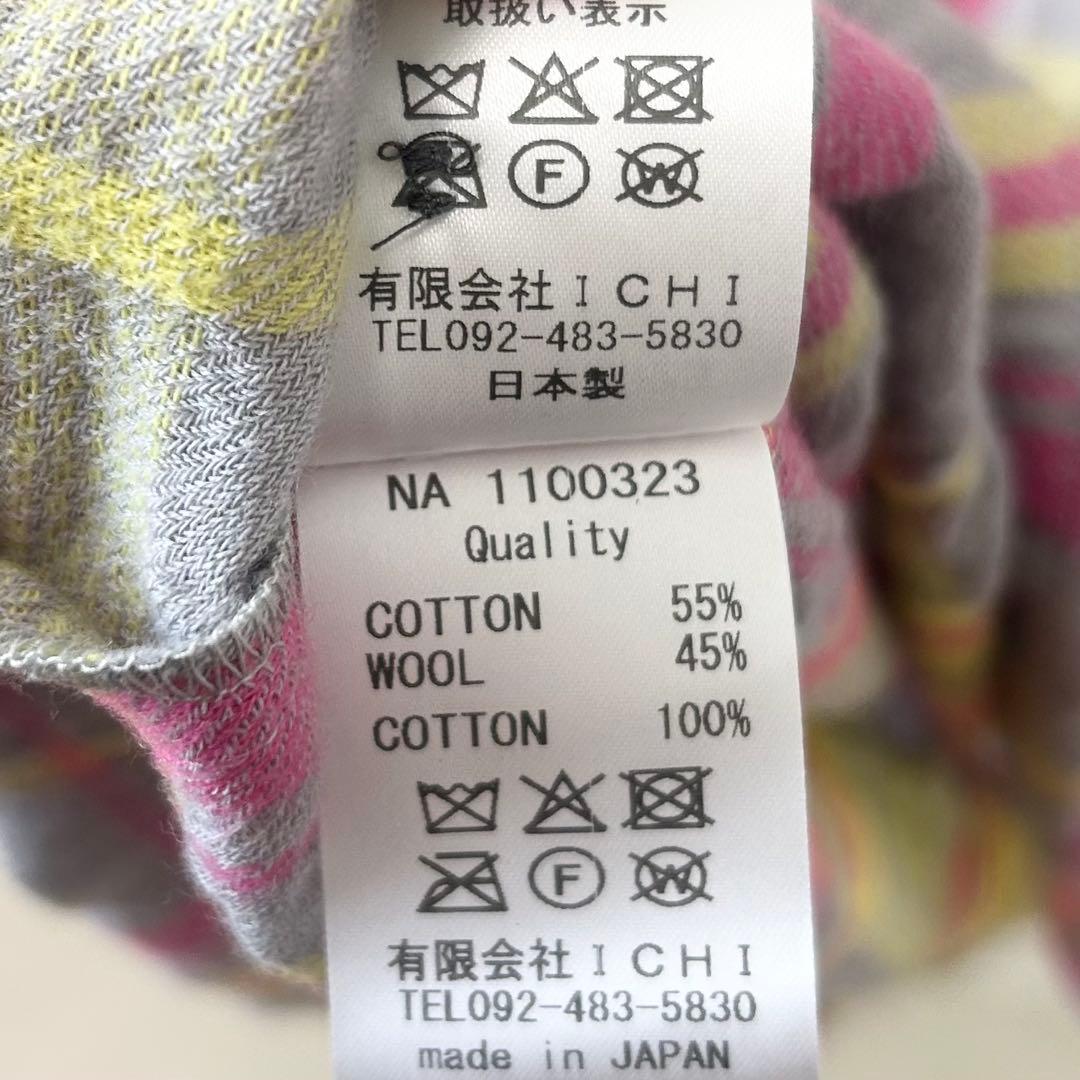 取扱い表示
F
W
有限会社ICHI
TEL092-483-5830
日本製
NA 1100323
Quality
COTTON 55%
WOOL 45%
COTTON 100%
F
W
有限会社ICHI
TEL092-483-5830
made in JAPAN